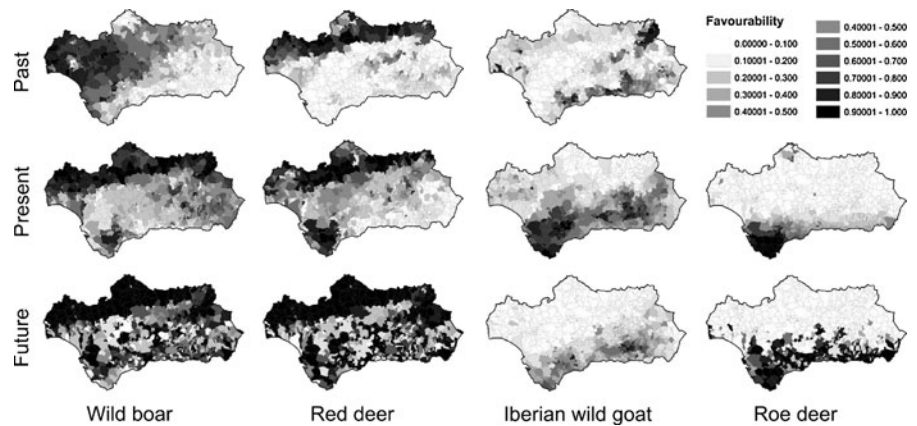 Favourability
0.00000 - 0.100
0.10001 - 0.200
0.20001 - 0.300
0.30001 - 0.400
0.40001 - 0.500
0.40001 - 0.500
0.50001 - 0.600
0.60001 - 0.700
0.70001 - 0.800
0.80001 - 0.900
0.90001 - 1.000
Past
Present
Future
Wild boar
Red deer
Iberian wild goat
Roe deer